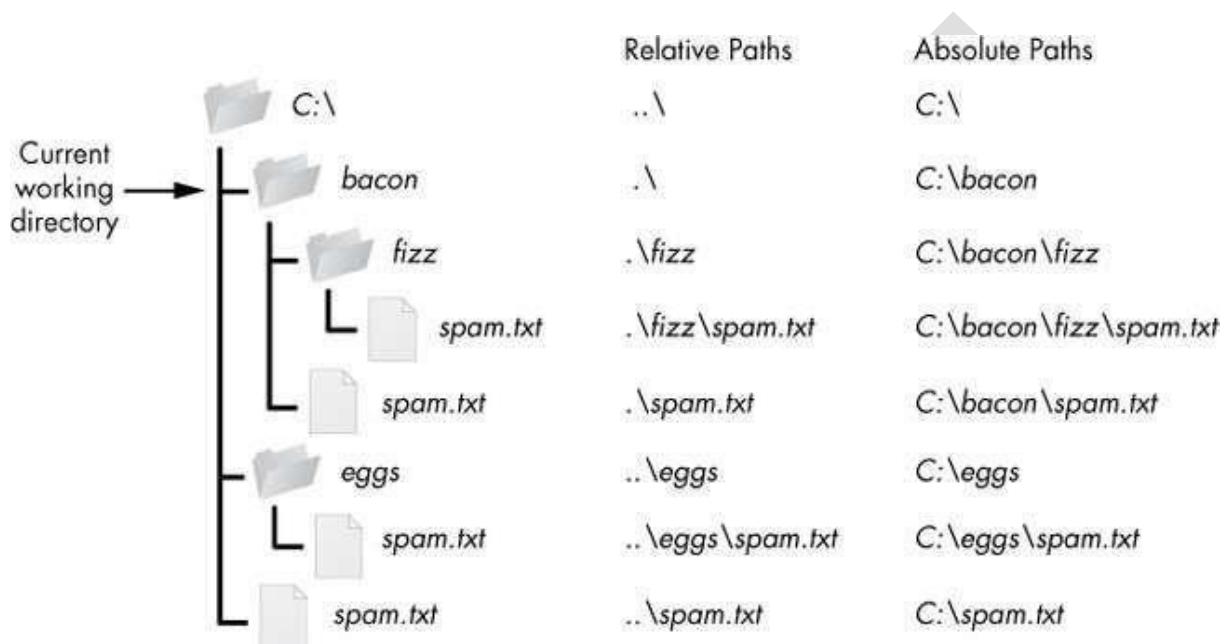 Relative Paths Absolute Paths
C:\ ..\ C:\
Current
working
directory
bacon .\ C:\bacon
fizz .\fizz C:\bacon\fizz
spam.txt .\fizz\spam.txt C:\bacon\fizz\spam.txt
spam.txt .\spam.txt C:\bacon\spam.txt
eggs ..\eggs C:\eggs
spam.txt ..\eggs\spam.txt C:\eggs\spam.txt
spam.txt ..\spam.txt C:\spam.txt